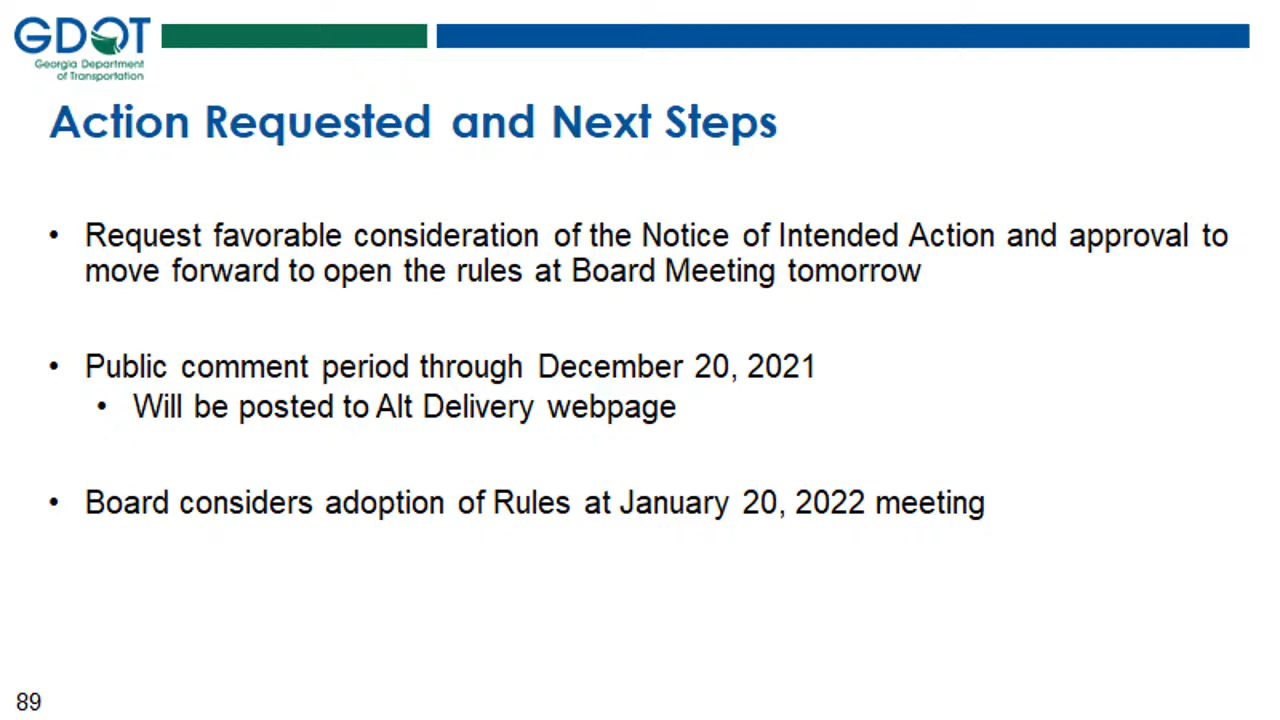 GDOT
Georgia Department
of Transportation
Action Requested and Next Steps
• Request favorable consideration of the Notice of Intended Action and approval to
move forward to open the rules at Board Meeting tomorrow
• Public comment period through December 20, 2021
• Will be posted to Alt Delivery webpage
• Board considers adoption of Rules at January 20, 2022 meeting
89